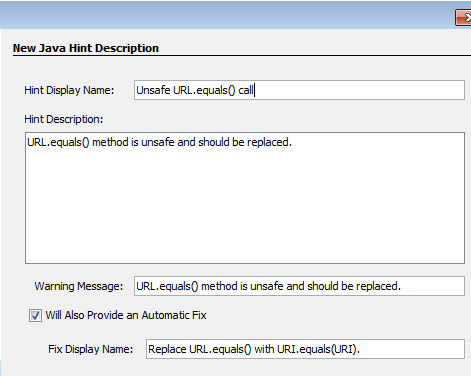 New Java Hint Description
Hint Display Name: Unsafe URL.equals() call
Hint Description:
URL.equals() method is unsafe and should be replaced.
Warning Message: URL.equals() method is unsafe and should be replaced.
Will Also Provide an Automatic Fix
Fix Display Name: Replace URL.equals() with URI.equals(URI).